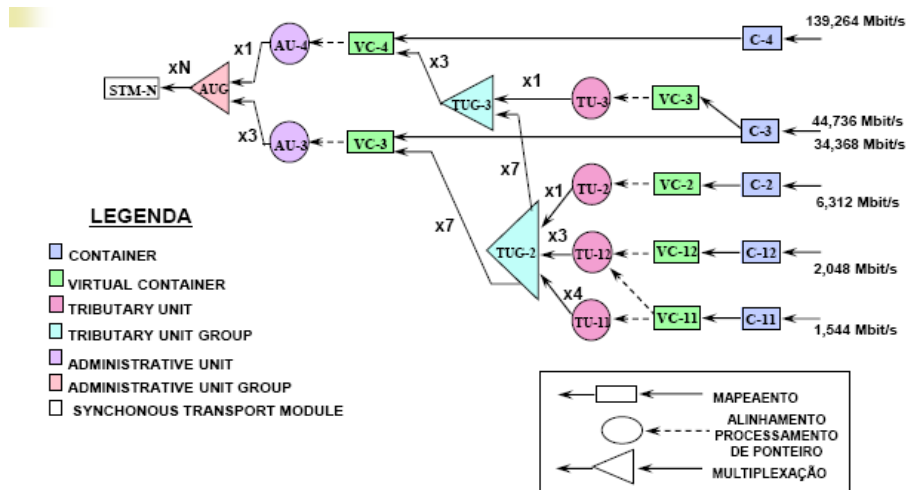 139,264 Mbit/s
x1
AU-4
VC-4
C-4
x3
xN
x1
STM-N
AUG
TUG-3
TU-3
VC-3
44,736 Mbit/s
C-3
34,368 Mbit/s
x3
AU-3
VC-3
x7
x1
TU-2
VC-2
C-2
6,312 Mbit/s
LEGENDA
x7
x3
TUG-2
TU-12
VC-12
C-12
2,048 Mbit/s
x4
TU-11
VC-11
C-11
1,544 Mbit/s
CONTAINER
VIRTUAL CONTAINER
TRIBUTARY UNIT
TRIBUTARY UNIT GROUP
ADMINISTRATIVE UNIT
ADMINISTRATIVE UNIT GROUP
SYNCHONOUS TRANSPORT MODULE
MAPEAENTO
ALINHAMENTO
PROCESSAMENTO
DE PONTEIRO
MULTIPLEXAÇÃO